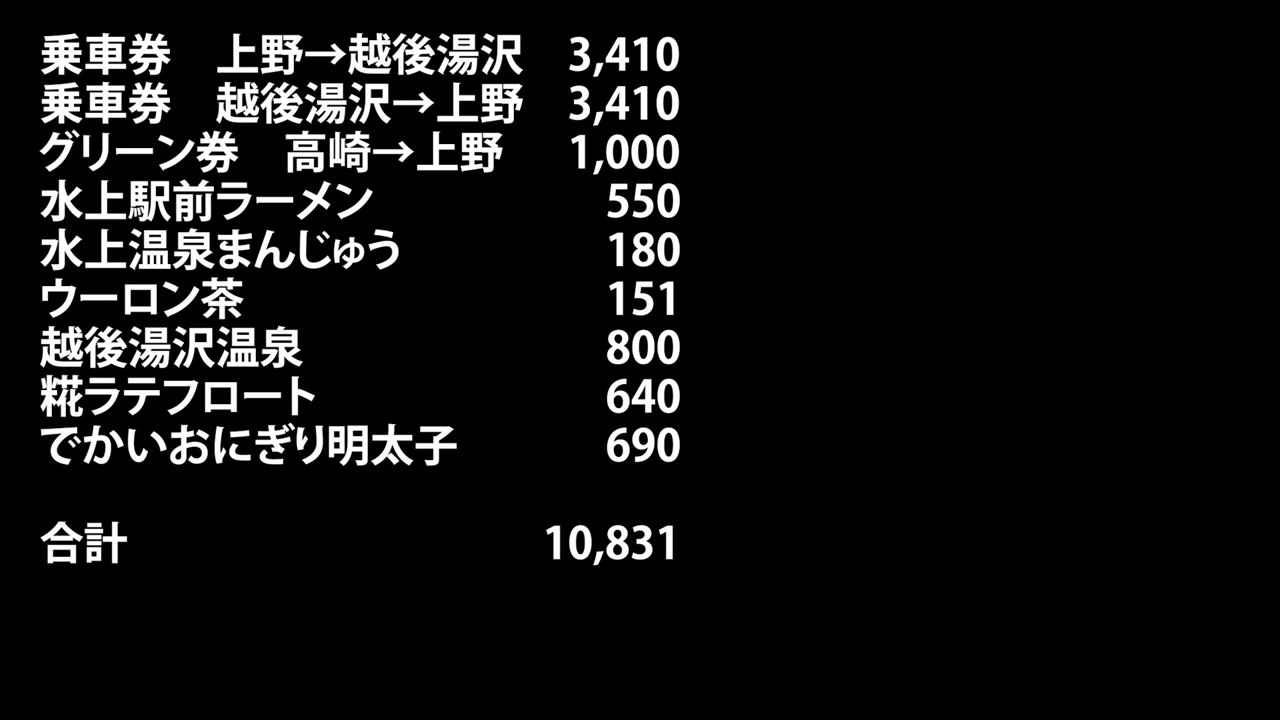 乗車券　上野→越後湯沢　3,410
乗車券　越後湯沢→上野　3,410
グリーン券　高崎→上野　1,000
水上駅前ラーメン　550
水上温泉まんじゅう　180
ウーロン茶　151
越後湯沢温泉　800
糀ラテフロート　640
でかいおにぎり明太子　690
合計　10,831